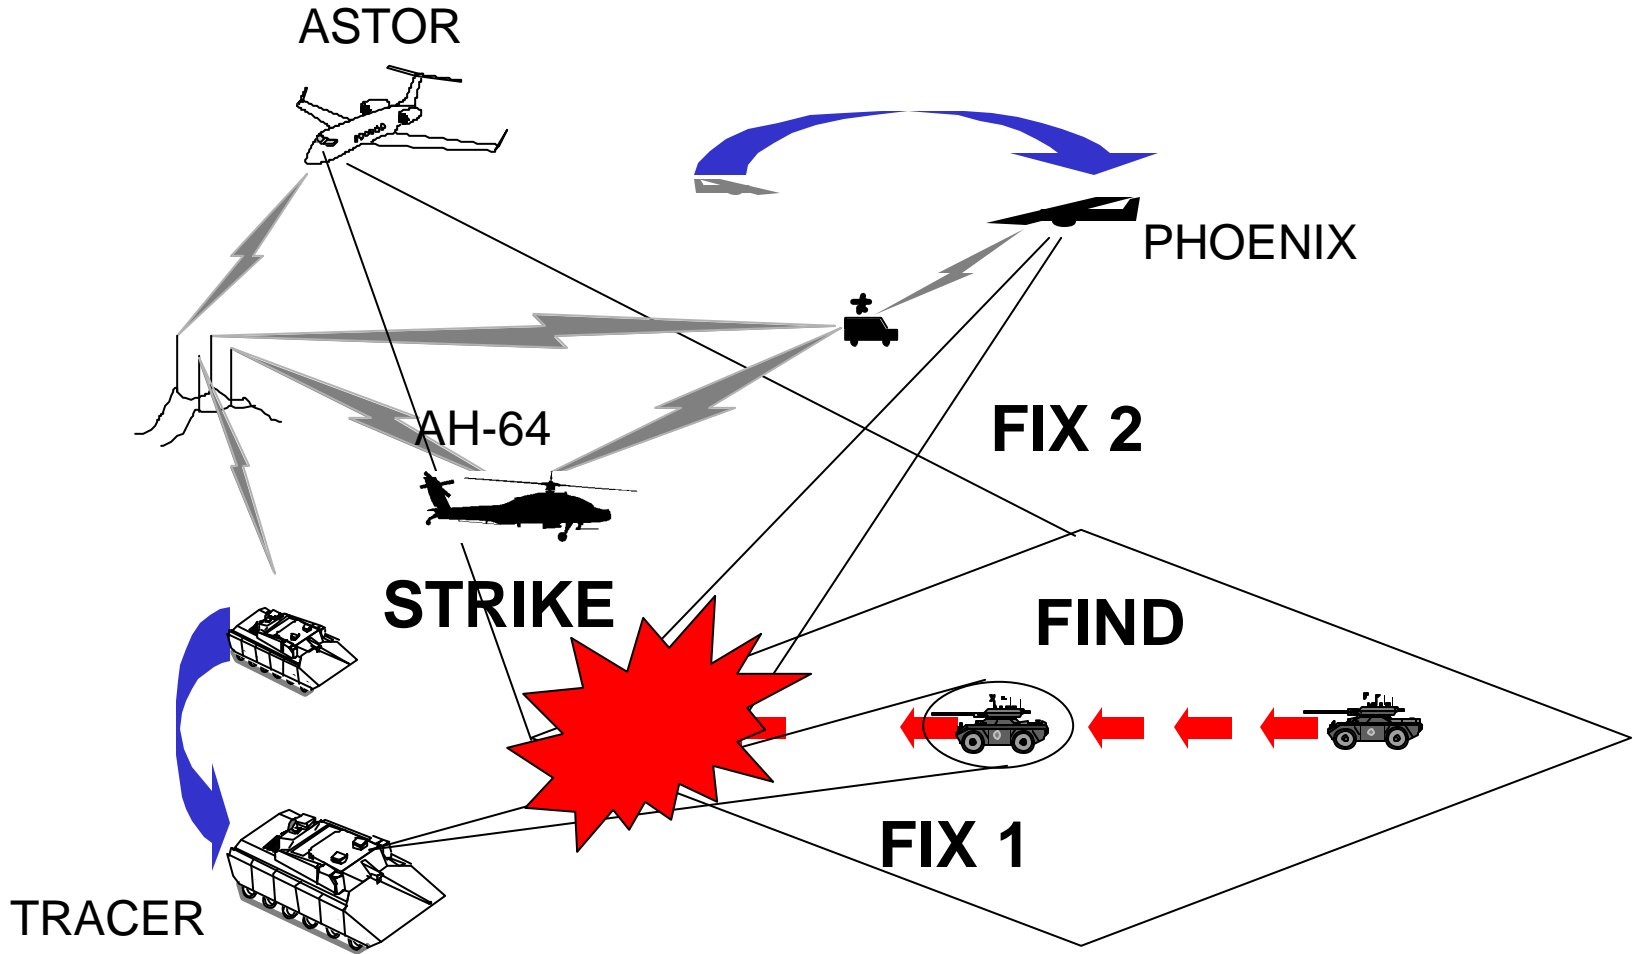 ASTOR
PHOENIX
FIX 2
AH-64
STRIKE
FIND
FIX 1
TRACER